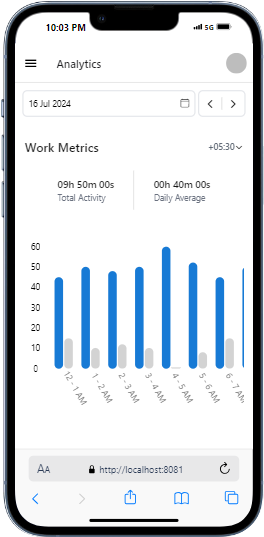 10:03 PM 5G
Analytics
16 Jul 2024
Work Metrics +05:30
09h 50m 00s 00h 40m 00s
Total Activity Daily Average
60
50
40
30
20
10
0
12 - 1 AM
1 - 2 AM
2 - 3 AM
3 - 4 AM
4 - 5 AM
5 - 6 AM
6 - 7 AM
AA http://localhost:8081